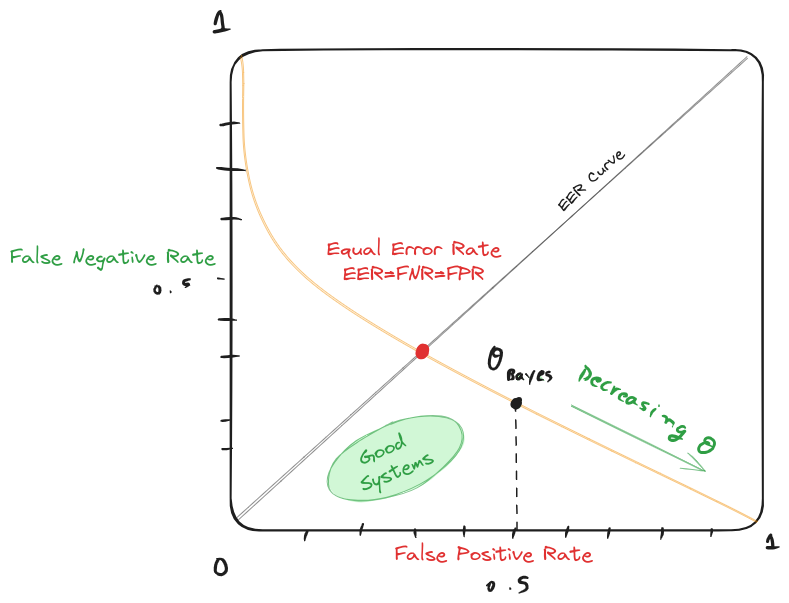 1
EER Curve
Equal Error Rate
EER=FNR=FPR
False Negative Rate
0.5
θ Bayes
Decreasing θ
Good
Systems
0
False Positive Rate
1
0.5